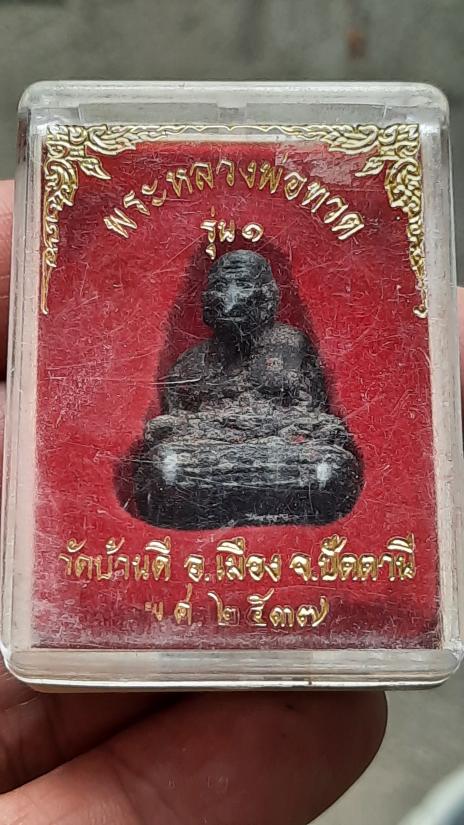 พระหลวงพ่อทวด
รุ่น ๑
วัดบ้านดี อ.เมือง จ.ปัตตานี
พ.ศ. ๒๕๓๗